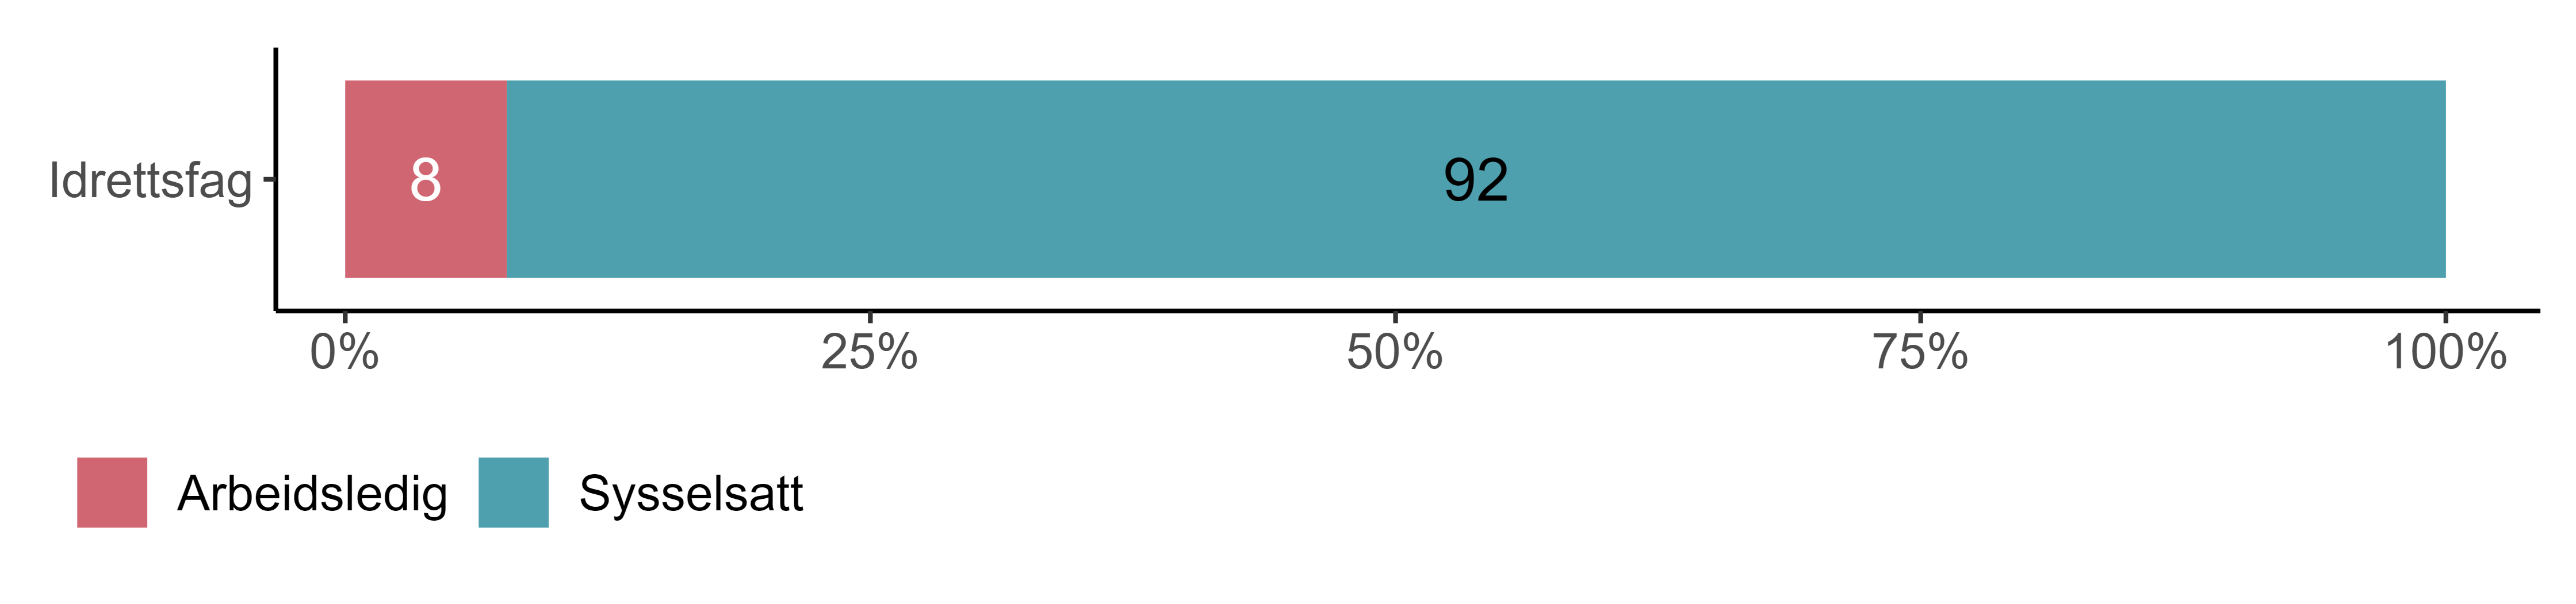 Idrettsfag
8 92
0% 25% 50% 75% 100%
Arbeidsledig Sysselsatt